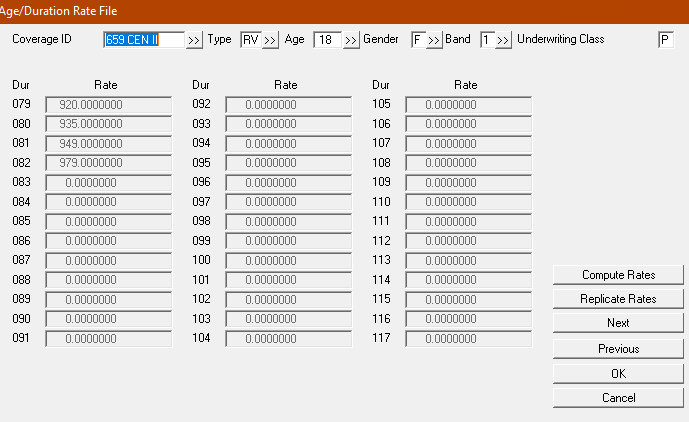 Age/Duration Rate File
Coverage ID 659 CEN II >> Type RV >> Age 18 >> Gender F >> Band 1 >> Underwriting Class P
Dur Rate Dur Rate Dur Rate
079 920.0000000 092 0.0000000 105 0.0000000
080 935.0000000 093 0.0000000 106 0.0000000
081 949.0000000 094 0.0000000 107 0.0000000
082 979.0000000 095 0.0000000 108 0.0000000
083 0.0000000 096 0.0000000 109 0.0000000
084 0.0000000 097 0.0000000 110 0.0000000
085 0.0000000 098 0.0000000 111 0.0000000
086 0.0000000 099 0.0000000 112 0.0000000
087 0.0000000 100 0.0000000 113 0.0000000
088 0.0000000 101 0.0000000 114 0.0000000
089 0.0000000 102 0.0000000 115 0.0000000
090 0.0000000 103 0.0000000 116 0.0000000
091 0.0000000 104 0.0000000 117 0.0000000
Compute Rates
Replicate Rates
Next
Previous
OK
Cancel